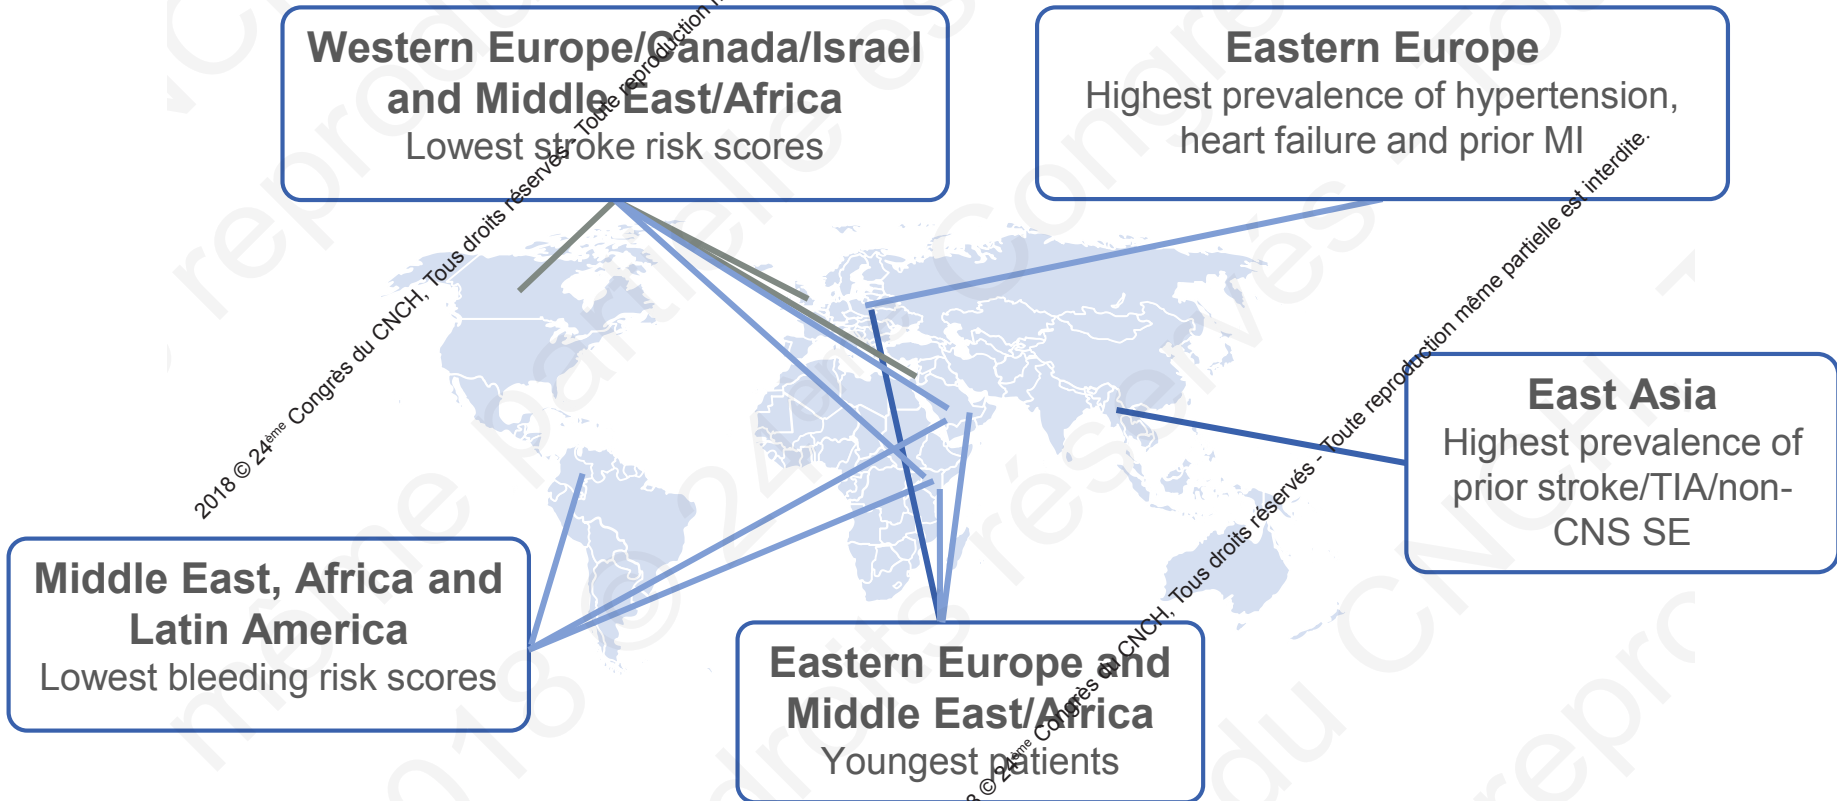 Western Europe/Canada/Israel
and Middle East/Africa
Lowest stroke risk scores
Eastern Europe
Highest prevalence of hypertension,
heart failure and prior MI
East Asia
Highest prevalence of
prior stroke/TIA/non-
CNS SE
Middle East, Africa and
Latin America
Lowest bleeding risk scores
Eastern Europe and
Middle East/Africa
Youngest patients
2018 © 24ème Congrès du CNCH, Tous droits réservés - Toute reproduction
© 24ème Congrès du CNCH, Tous droits réservés - Toute reproduction même partielle est interdite.